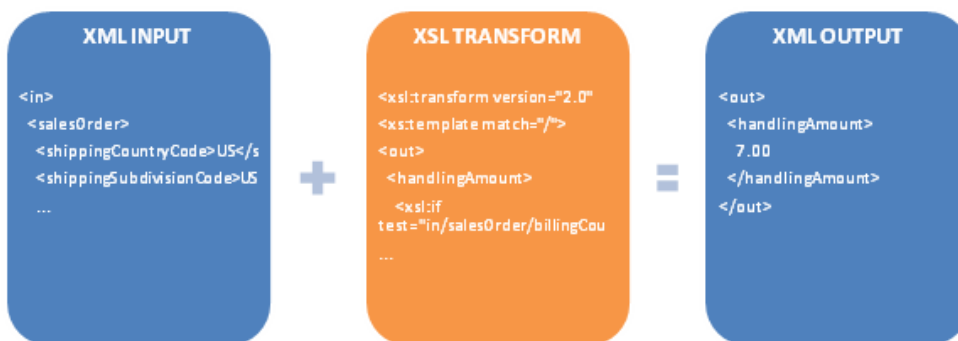 XML INPUT
<in>
<salesOrder>
<shippingCountryCode>US</s
<shippingSubdivisionCode>US
...
+
XSL TRANSFORM
<xsl:transform version="2.0"
<xs:template match="/">
<out>
<handlingAmount>
<xsl:if
test="in/salesOrder/billingCou
...
=
XML OUTPUT
<out>
<handlingAmount>
7.00
</handlingAmount>
</out>